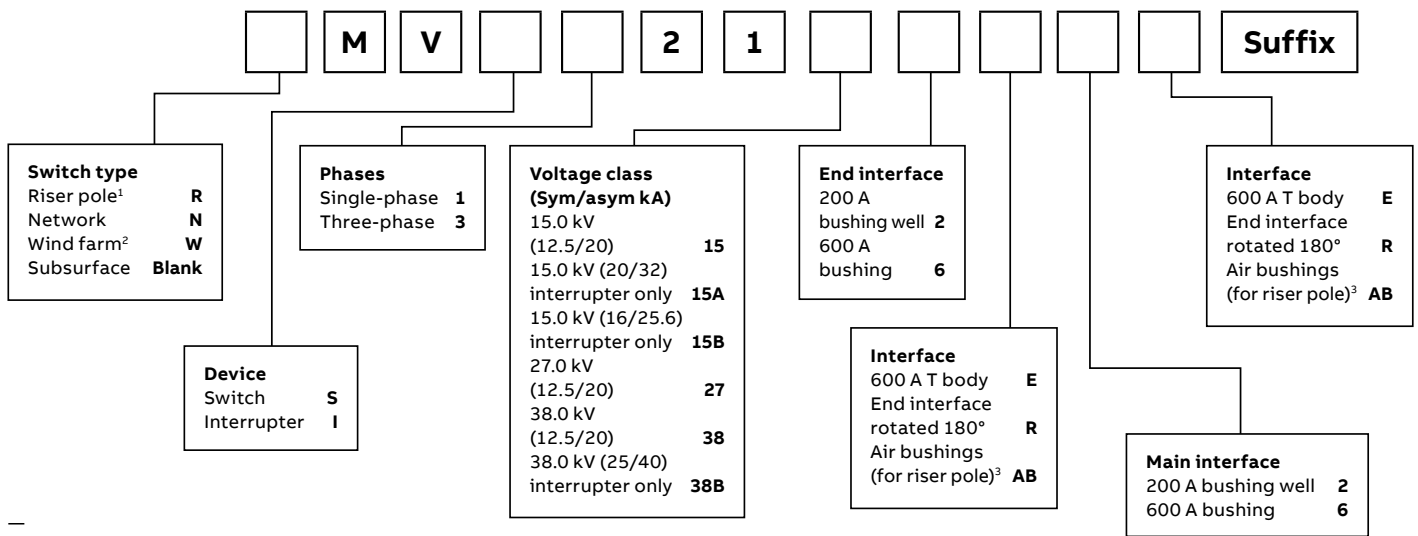 M V 2 1 Suffix
Switch type
Riser pole¹ R
Network N
Wind farm² W
Subsurface Blank
Device
Switch S
Interrupter I
Phases
Single-phase 1
Three-phase 3
Voltage class
(Sym/asym kA)
15.0 kV
(12.5/20) 15
15.0 kV (20/32)
interrupter only 15A
15.0 kV (16/25.6)
interrupter only 15B
27.0 kV
(12.5/20) 27
38.0 kV
(12.5/20) 38
38.0 kV (25/40)
interrupter only 38B
End interface
200 A
bushing well 2
600 A
bushing 6
Interface
600 A T body E
End interface
rotated 180° R
Air bushings
(for riser pole)³ AB
Main interface
200 A bushing well 2
600 A bushing 6
Interface
600 A T body E
End interface
rotated 180° R
Air bushings
(for riser pole)³ AB
—